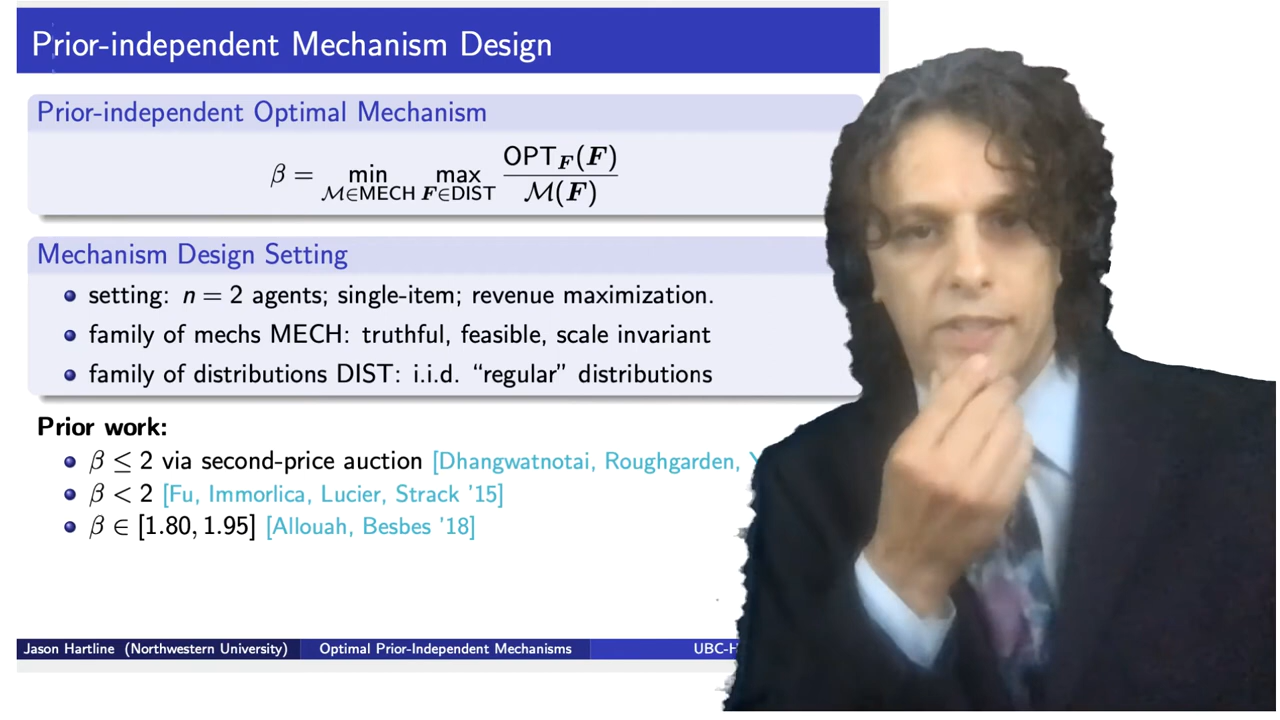 Prior-independent Mechanism Design
Prior-independent Optimal Mechanism
β = min max OPT_F(F)
M∈MECH F∈DIST M(F)
Mechanism Design Setting
setting: n = 2 agents; single-item; revenue maximization.
family of mechs MECH: truthful, feasible, scale invariant
family of distributions DIST: i.i.d. “regular” distributions
Prior work:
β ≤ 2 via second-price auction [Dhangwatnotai, Roughgarden,
β < 2 [Fu, Immorlica, Lucier, Strack '15]
β ∈ [1.80, 1.95] [Allouah, Besbes '18]
Jason Hartline (Northwestern University) Optimal Prior-Independent Mechanisms UBC-H